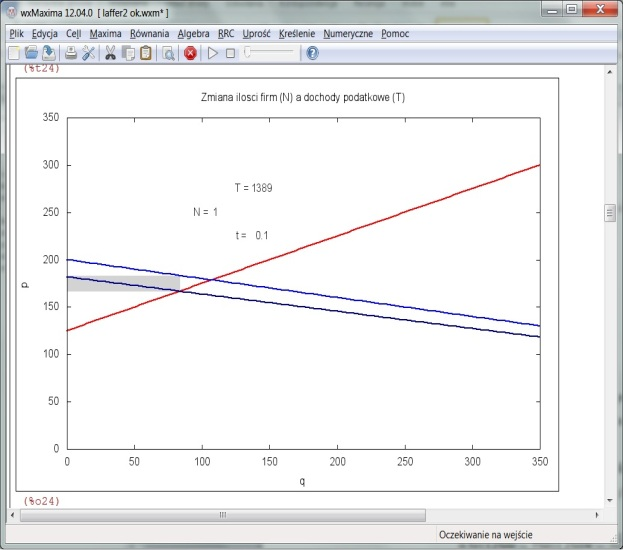 wxMaxima 12.04.0 [ laffer2 ok.wxm* ]
Plik Edycja Cell Maxima Równania Algebra RRC Uprość Kreślenie Numeryczne Pomoc
(%t24)
Zmiana ilosci firm (N) a dochody podatkowe (T)
350
300
250
200
150
100
50
0
p
T = 1389
N = 1
t = 0.1
0 50 100 150 200 250 300 350
q
(%o24)
Oczekiwanie na wejście